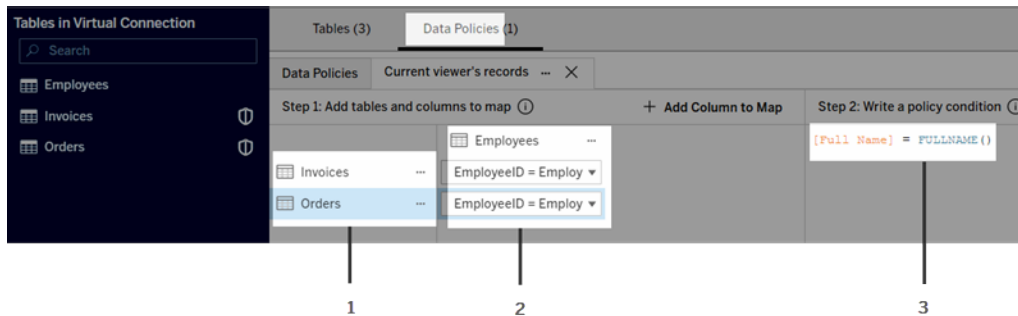 Tables in Virtual Connection
Search
Employees
Invoices
Orders
Tables (3)
Data Policies (1)
Data Policies
Current viewer's records ...
Step 1: Add tables and columns to map
+ Add Column to Map
Step 2: Write a policy condition
Employees ...
Invoices ...
EmployeeID = Employ
Orders ...
EmployeeID = Employ
[Full Name] = FULLNAME()
1
2
3